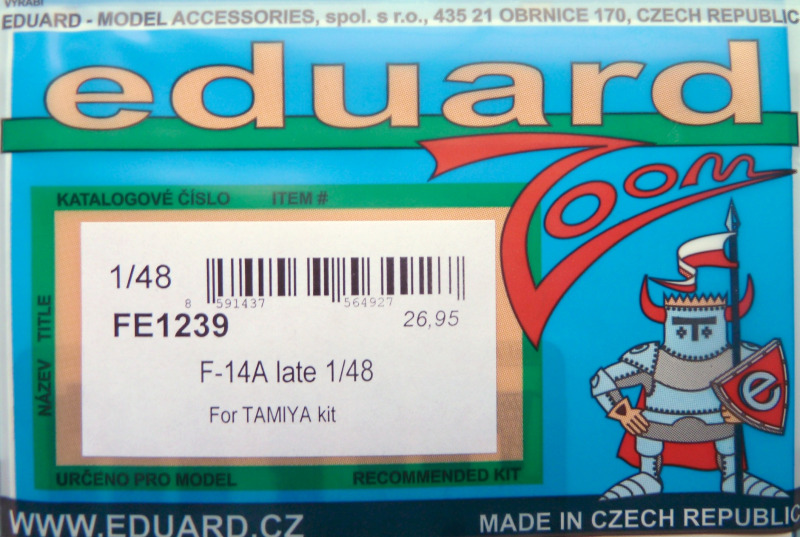 VYRÁBÍ
EDUARD - MODEL ACCESSORIES, spol. s r.o., 435 21 OBRNICE 170, CZECH REPUBLIC
eduard
Zoom
KATALOGOVÉ ČÍSLO ITEM #
1/48
8 591437 564927
FE1239 26,95
F-14A late 1/48
For TAMIYA kit
NÁZEV TITLE
e
URČENO PRO MODEL RECOMMENDED KIT
WWW.EDUARD.CZ MADE IN CZECH REPUBLIC